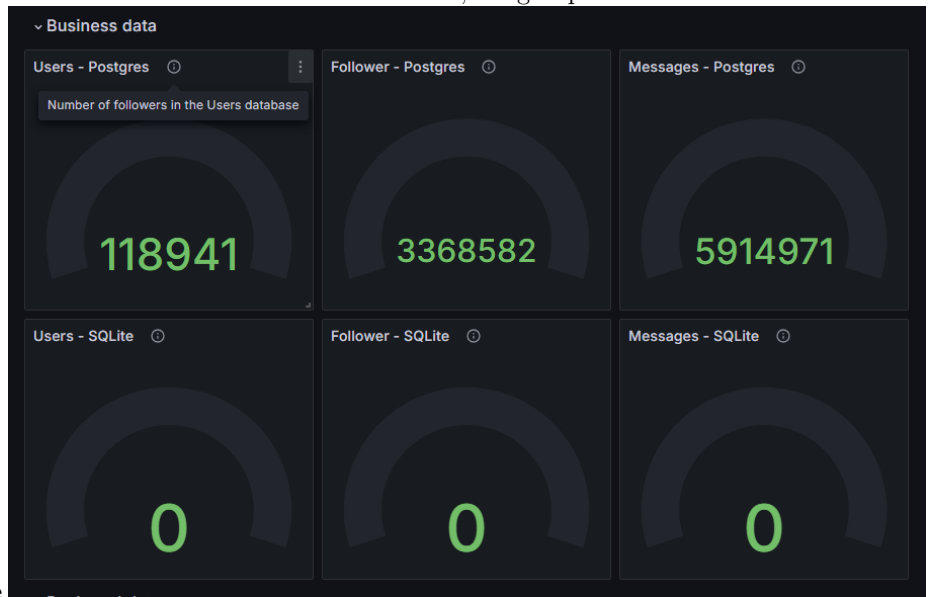 Business data
Users - Postgres
Follower - Postgres
Messages - Postgres
Number of followers in the Users database
118941
3368582
5914971
Users - SQLite
Follower - SQLite
Messages - SQLite
0
0
0